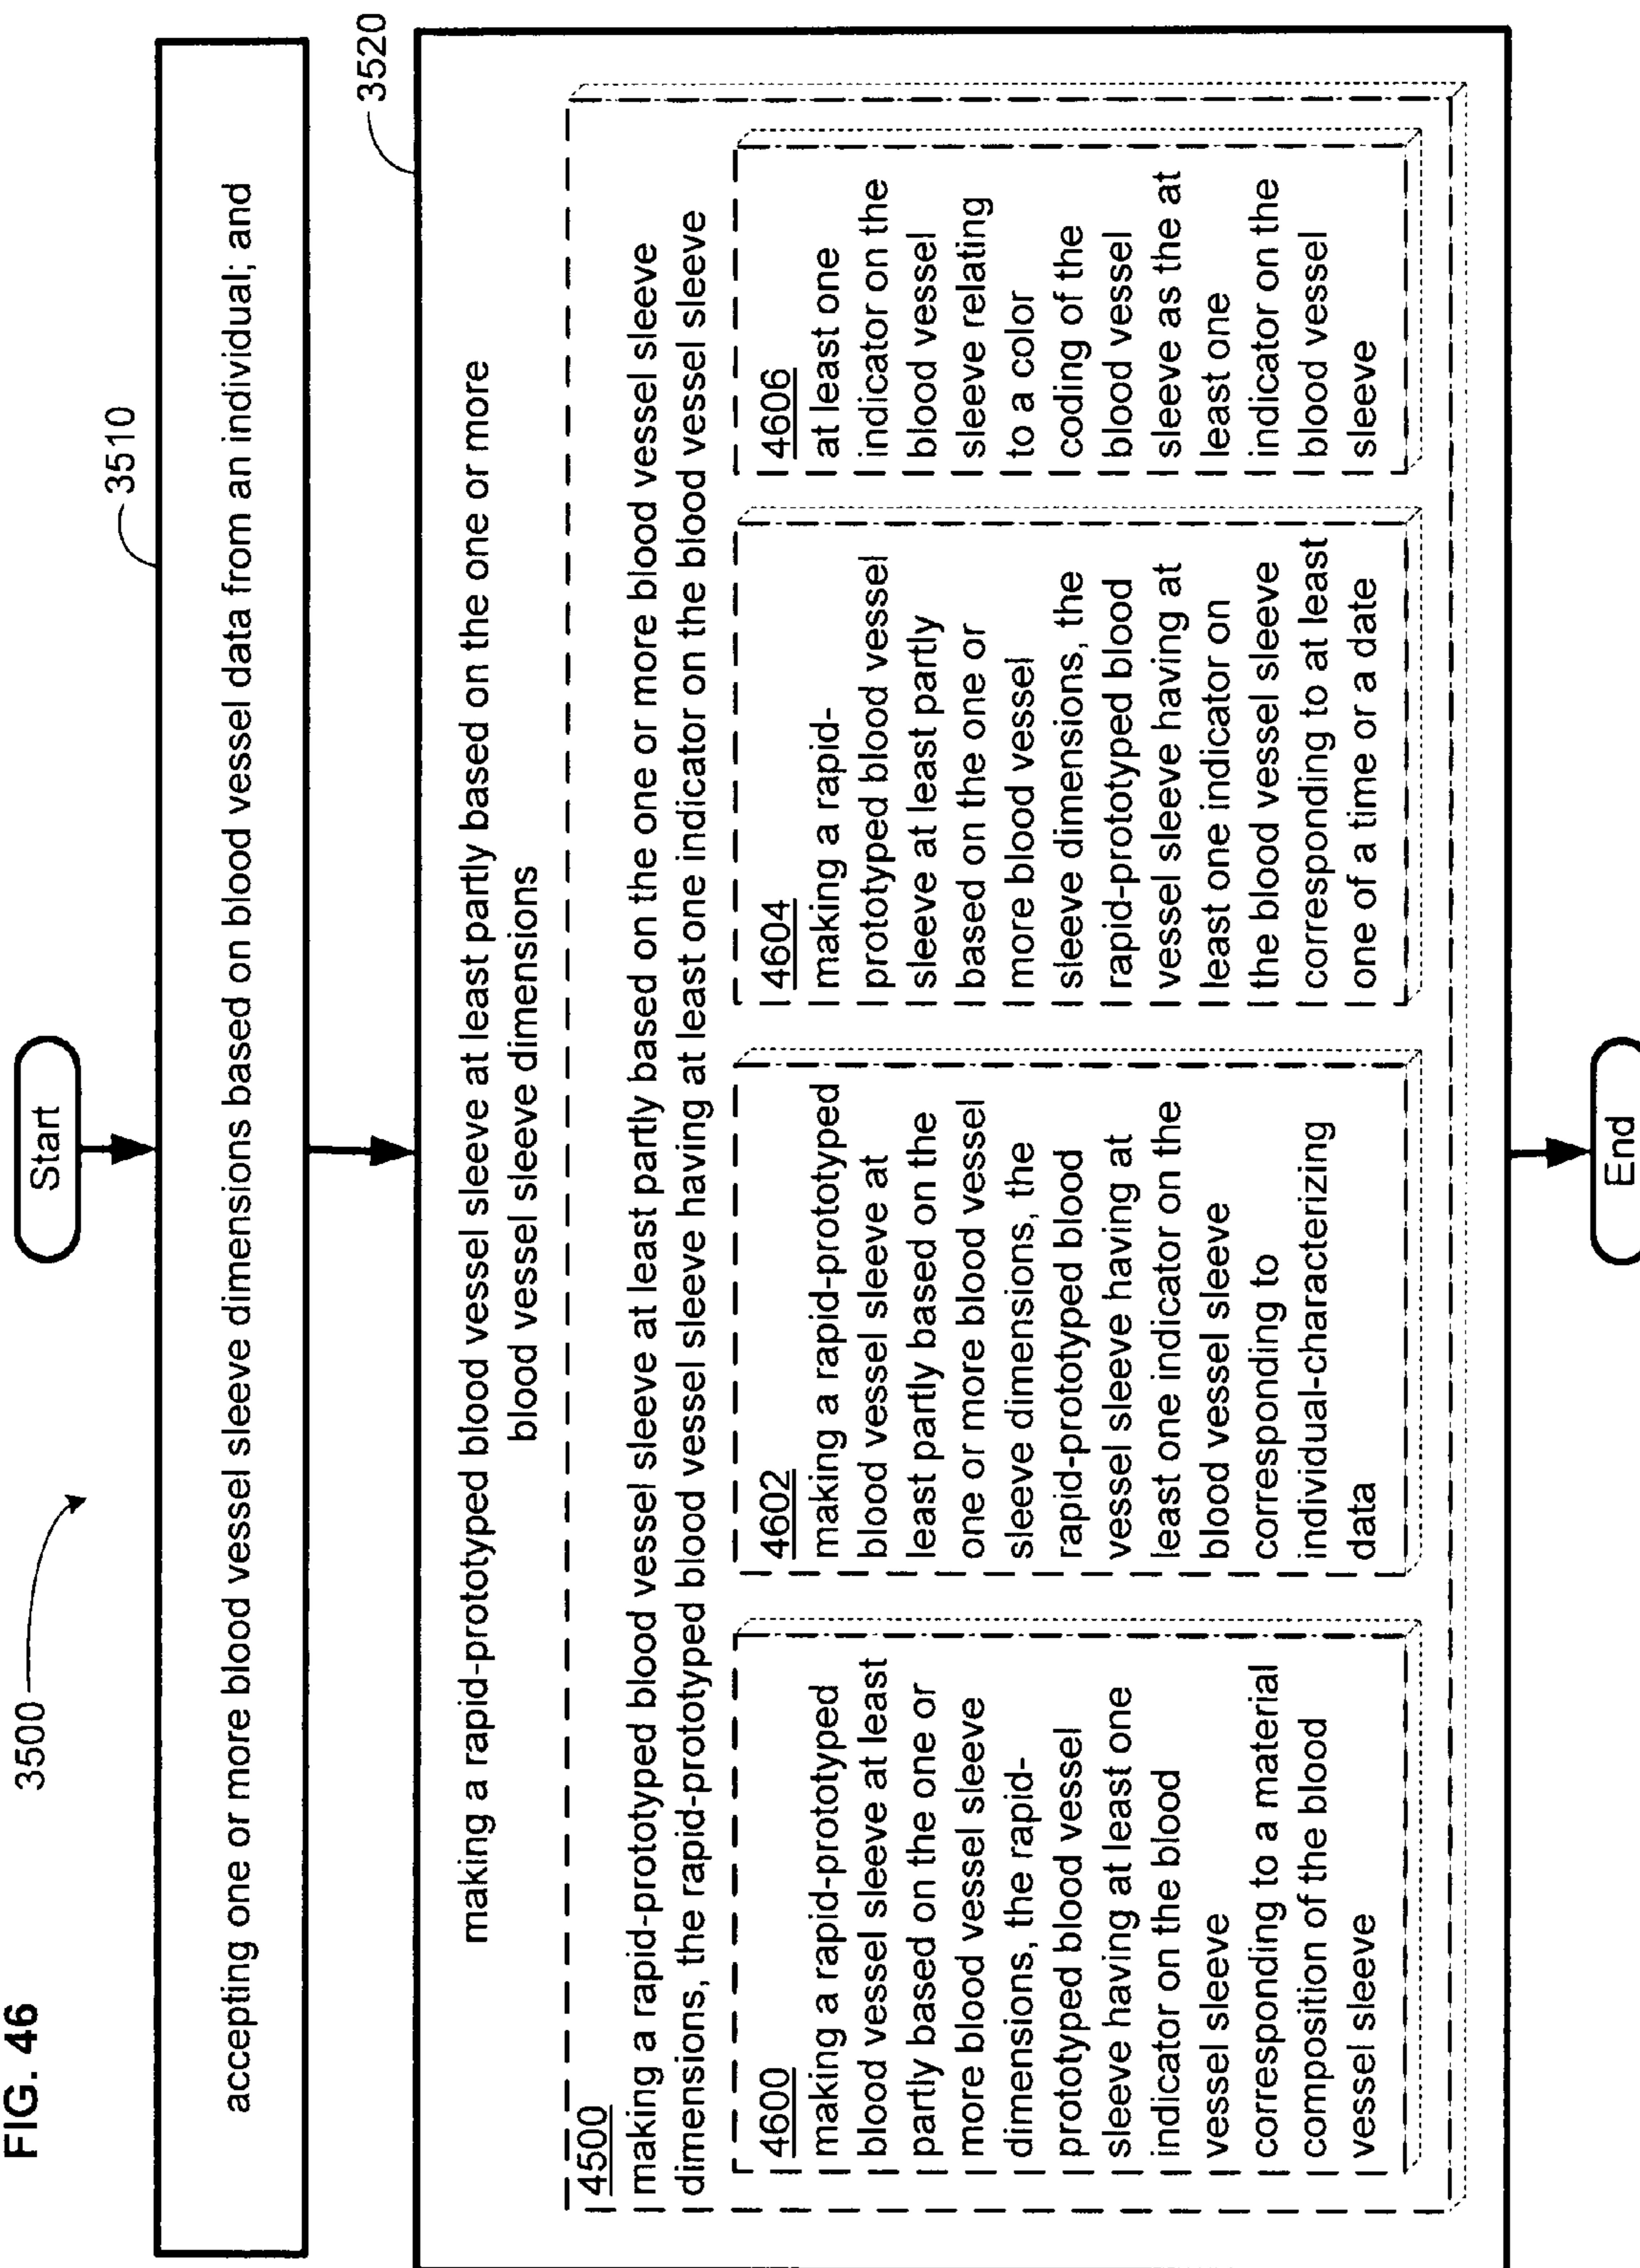 FIG. 46
3500
Start
3510
accepting one or more blood vessel sleeve dimensions based on blood vessel data from an individual; and
3520
making a rapid-prototyped blood vessel sleeve at least partly based on the one or more
blood vessel sleeve dimensions
4500
making a rapid-prototyped blood vessel sleeve at least partly based on the one or more blood vessel sleeve
dimensions, the rapid-prototyped blood vessel sleeve having at least one indicator on the blood vessel sleeve
4600
making a rapid-prototyped
blood vessel sleeve at least
partly based on the one or
more blood vessel sleeve
dimensions, the rapid-
prototyped blood vessel
sleeve having at least one
indicator on the blood
vessel sleeve
corresponding to a material
composition of the blood
vessel sleeve
4602
making a rapid-prototyped
blood vessel sleeve at
least partly based on the
one or more blood vessel
sleeve dimensions, the
rapid-prototyped blood
vessel sleeve having at
least one indicator on the
blood vessel sleeve
corresponding to
individual-characterizing
data
4604
making a rapid-
prototyped blood vessel
sleeve at least partly
based on the one or
more blood vessel
sleeve dimensions, the
rapid-prototyped blood
vessel sleeve having at
least one indicator on
the blood vessel sleeve
corresponding to at least
one of a time or a date
4606
at least one
indicator on the
blood vessel
sleeve relating
to a color
coding of the
blood vessel
sleeve as the at
least one
indicator on the
blood vessel
sleeve
End